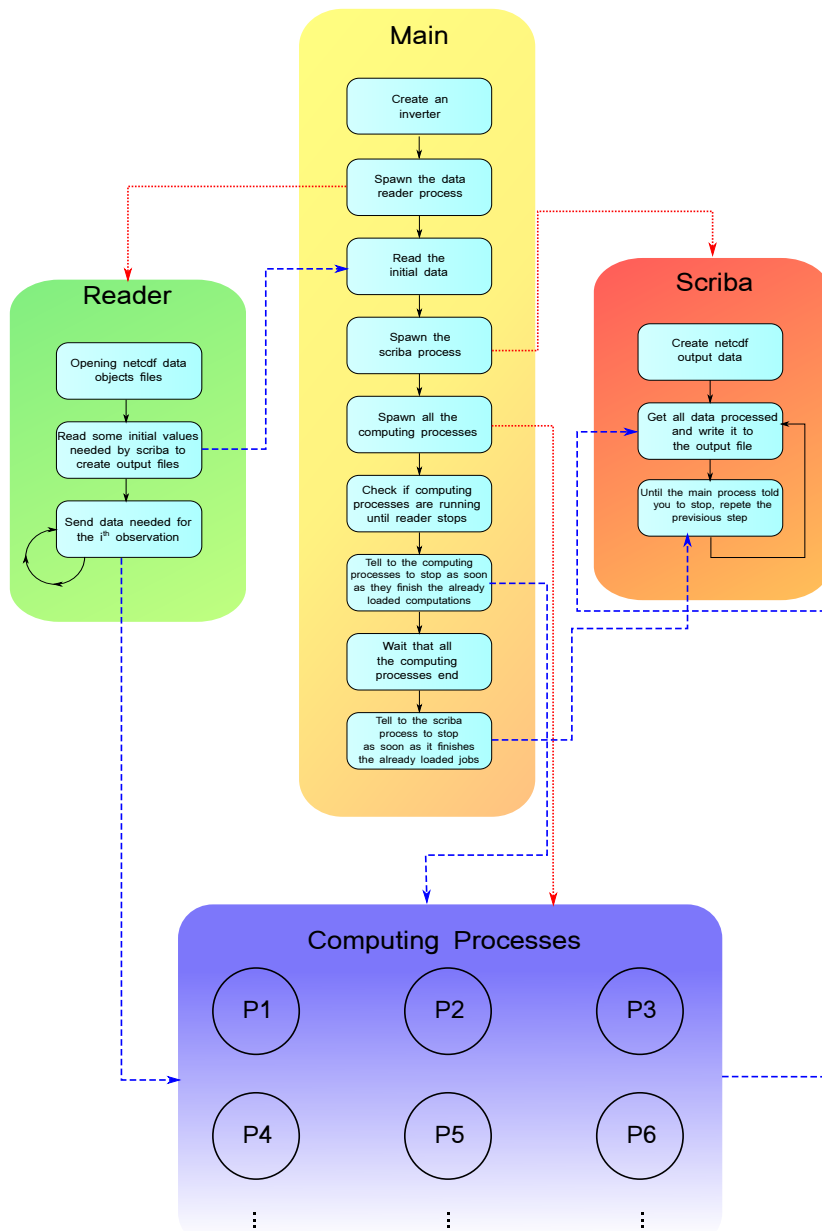 Main
Create an
inverter
Spawn the data
reader process
Read the
initial data
Spawn the
scriba process
Spawn all the
computing processes
Check if computing
processes are running
until reader stops
Tell to the computing
processes to stop as soon
as they finish the already
loaded computations
Wait that all
the computing
processes end
Tell to the scriba
process to stop
as soon as it finishes
the already loaded jobs
Reader
Opening netcdf data
objects files
Read some initial values
needed by scriba to
create output files
Send data needed for
the iᵗʰ observation
Scriba
Create netcdf
output data
Get all data processed
and write it to
the output file
Until the main process told
you to stop, repete the
previsious step
Computing Processes
P1
P2
P3
P4
P5
P6